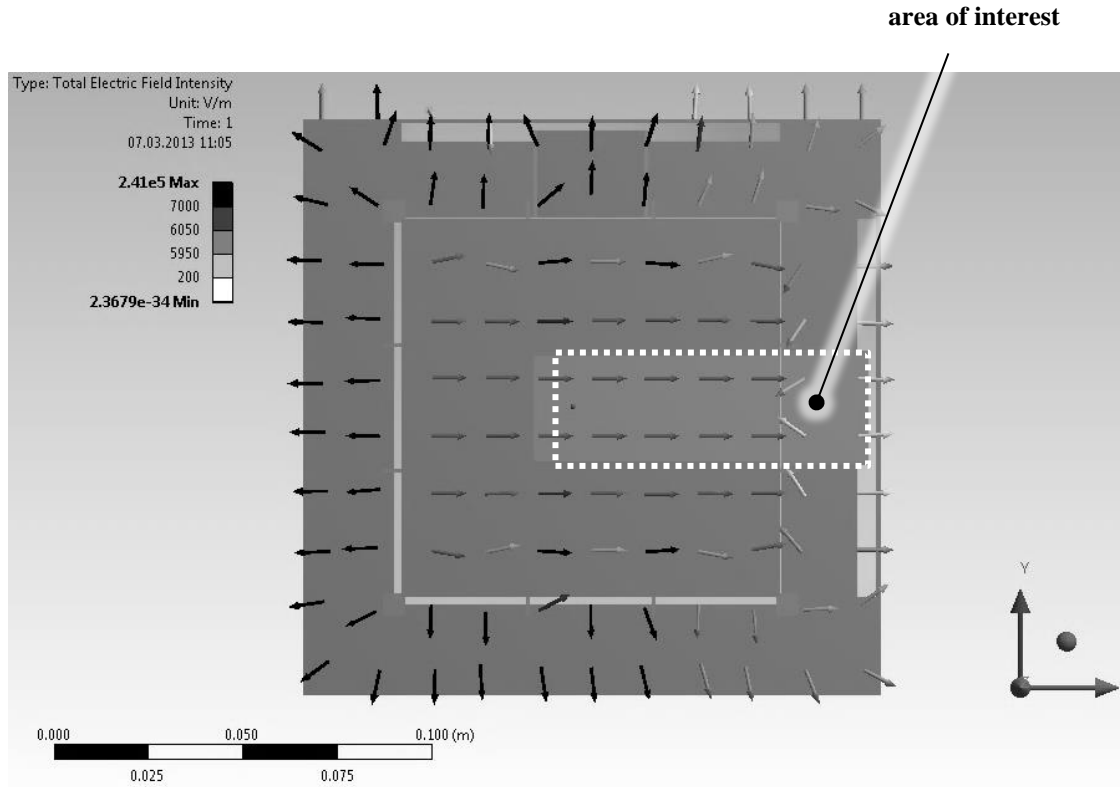 area of interest
Type: Total Electric Field Intensity
Unit: V/m
Time: 1
07.03.2013 11:05
2.41e5 Max
7000
6050
5950
200
2.3679e-34 Min
Y
0.000 0.050 0.100 (m)
0.025 0.075